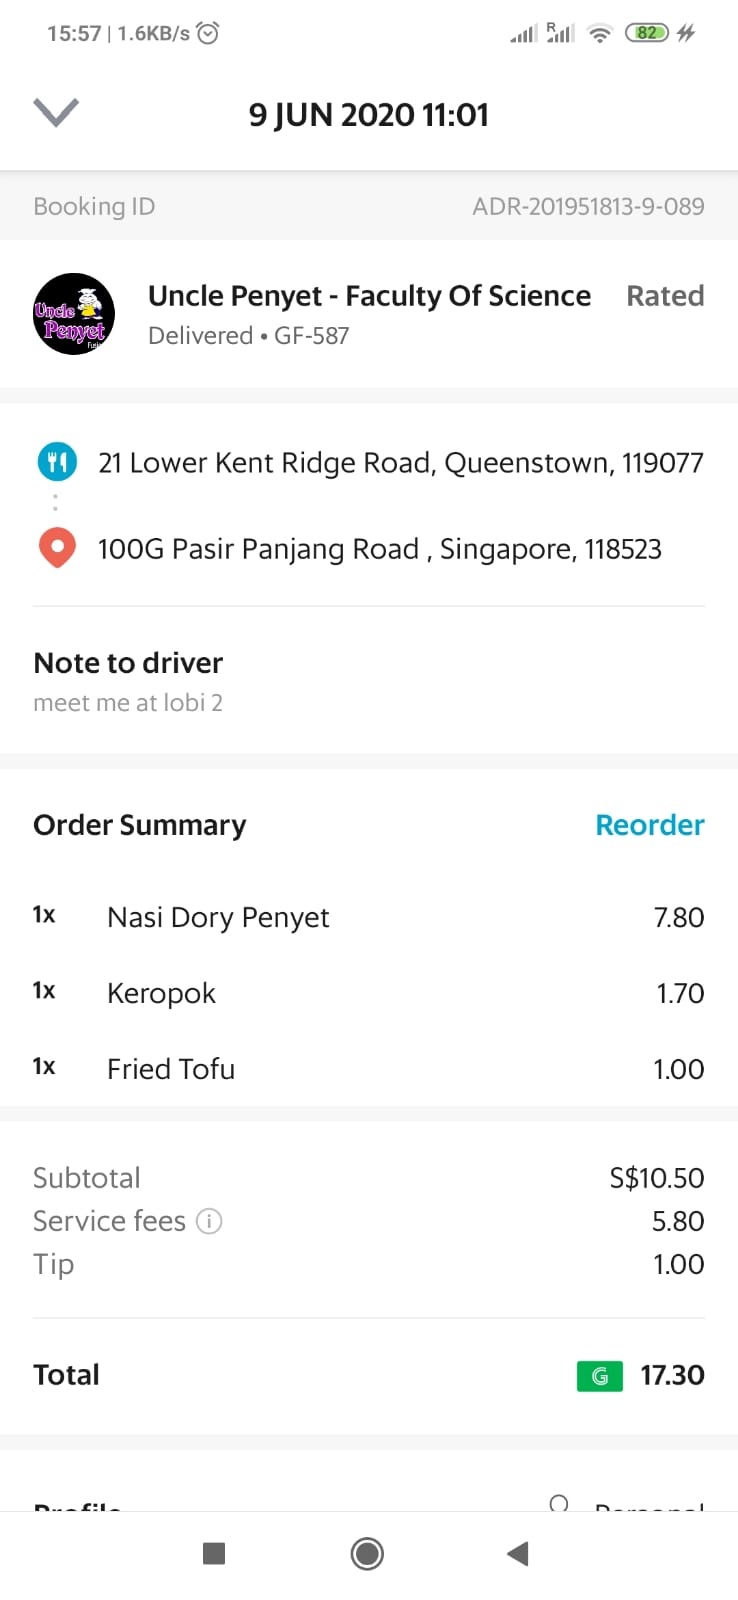 15:57 | 1.6KB/s
R
82
9 JUN 2020 11:01
Booking ID ADR-201951813-9-089
Uncle Penyet
Uncle Penyet - Faculty Of Science Rated
Delivered • GF-587
21 Lower Kent Ridge Road, Queenstown, 119077
100G Pasir Panjang Road , Singapore, 118523
Note to driver
meet me at lobi 2
Order Summary Reorder
1x Nasi Dory Penyet 7.80
1x Keropok 1.70
1x Fried Tofu 1.00
Subtotal S$10.50
Service fees 5.80
Tip 1.00
Total G 17.30
Profile Personal